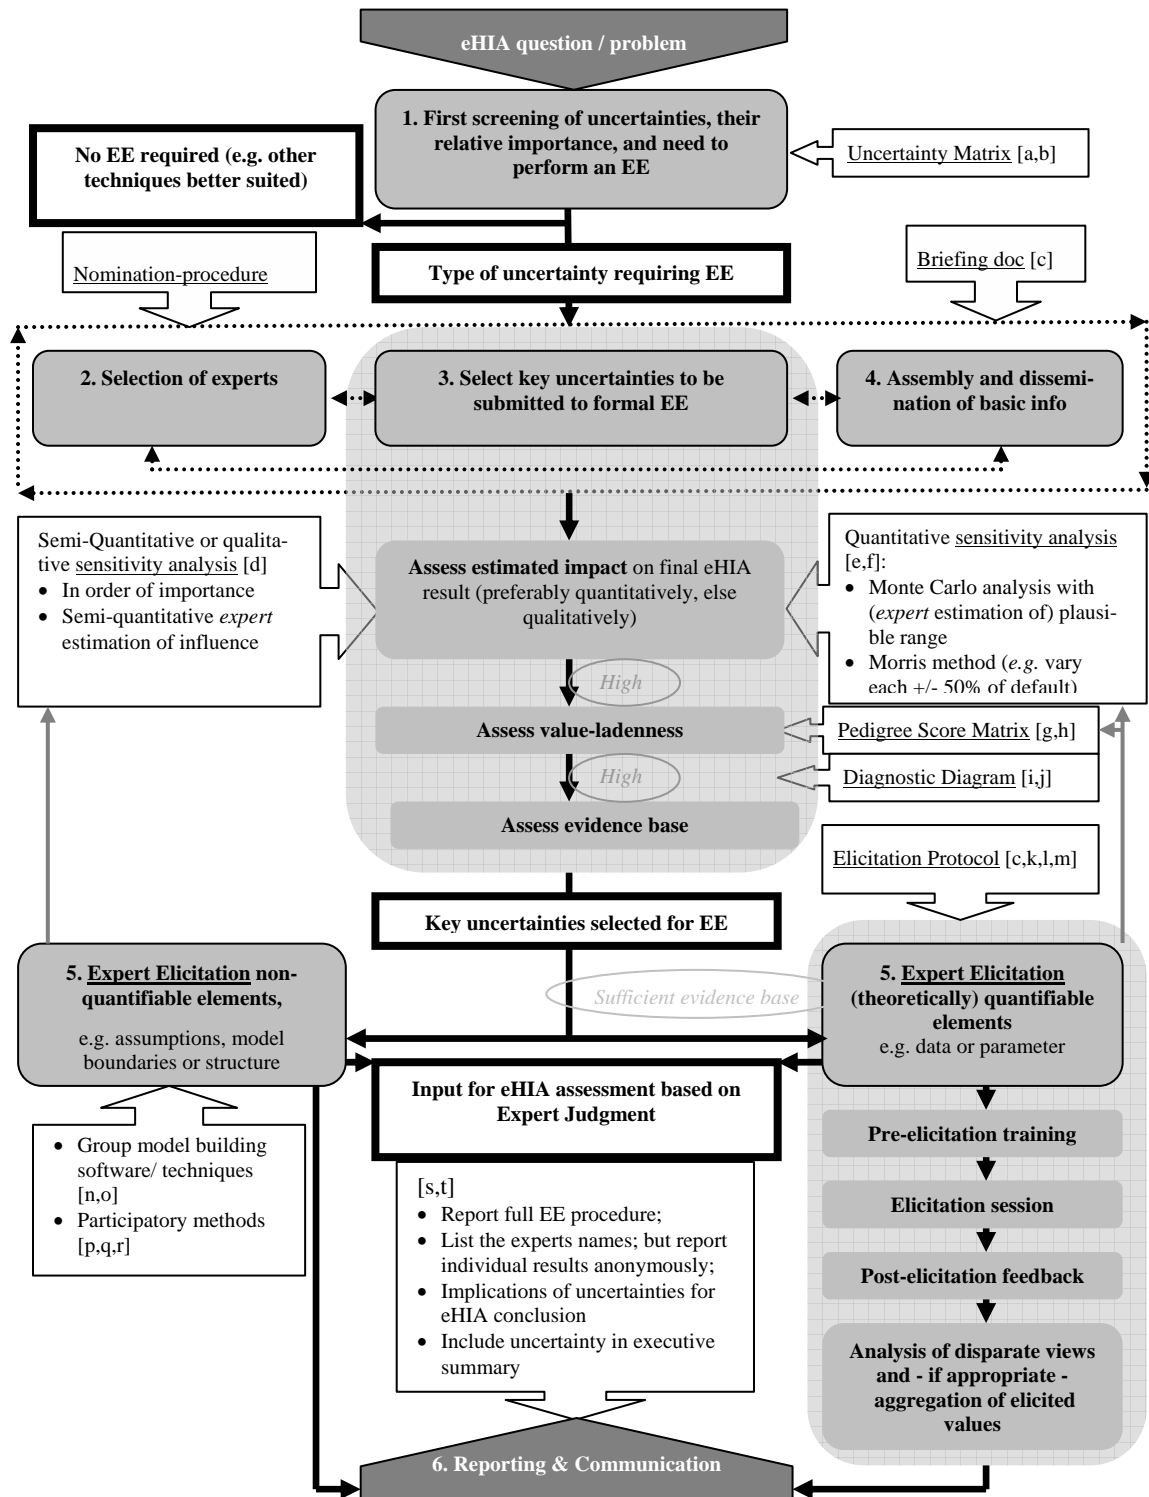 eHIA question / problem
1. First screening of uncertainties, their
relative importance, and need to
perform an EE
No EE required (e.g. other
techniques better suited)
Uncertainty Matrix [a,b]
Nomination-procedure
Type of uncertainty requiring EE
Briefing doc [c]
2. Selection of experts
3. Select key uncertainties to be
submitted to formal EE
4. Assembly and dissemi-
nation of basic info
Semi-Quantitative or qualita-
tive sensitivity analysis [d]
• In order of importance
• Semi-quantitative expert
estimation of influence
Assess estimated impact on final eHIA
result (preferably quantitatively, else
qualitatively)
Quantitative sensitivity analysis
[e,f]:
• Monte Carlo analysis with
(expert estimation of) plausi-
ble range
• Morris method (e.g. vary
each +/- 50% of default)
High
Assess value-ladenness
Pedigree Score Matrix [g,h]
High
Diagnostic Diagram [i,j]
Assess evidence base
Elicitation Protocol [c,k,l,m]
Key uncertainties selected for EE
5. Expert Elicitation non-
quantifiable elements,
e.g. assumptions, model
boundaries or structure
Sufficient evidence base
5. Expert Elicitation
(theoretically) quantifiable
elements
e.g. data or parameter
Input for eHIA assessment based on
Expert Judgment
Pre-elicitation training
• Group model building
software/ techniques
[n,o]
• Participatory methods
[p,q,r]
[s,t]
• Report full EE procedure;
• List the experts names; but report
individual results anonymously;
• Implications of uncertainties for
eHIA conclusion
• Include uncertainty in executive
summary
Elicitation session
Post-elicitation feedback
Analysis of disparate views
and - if appropriate -
aggregation of elicited
values
6. Reporting & Communication